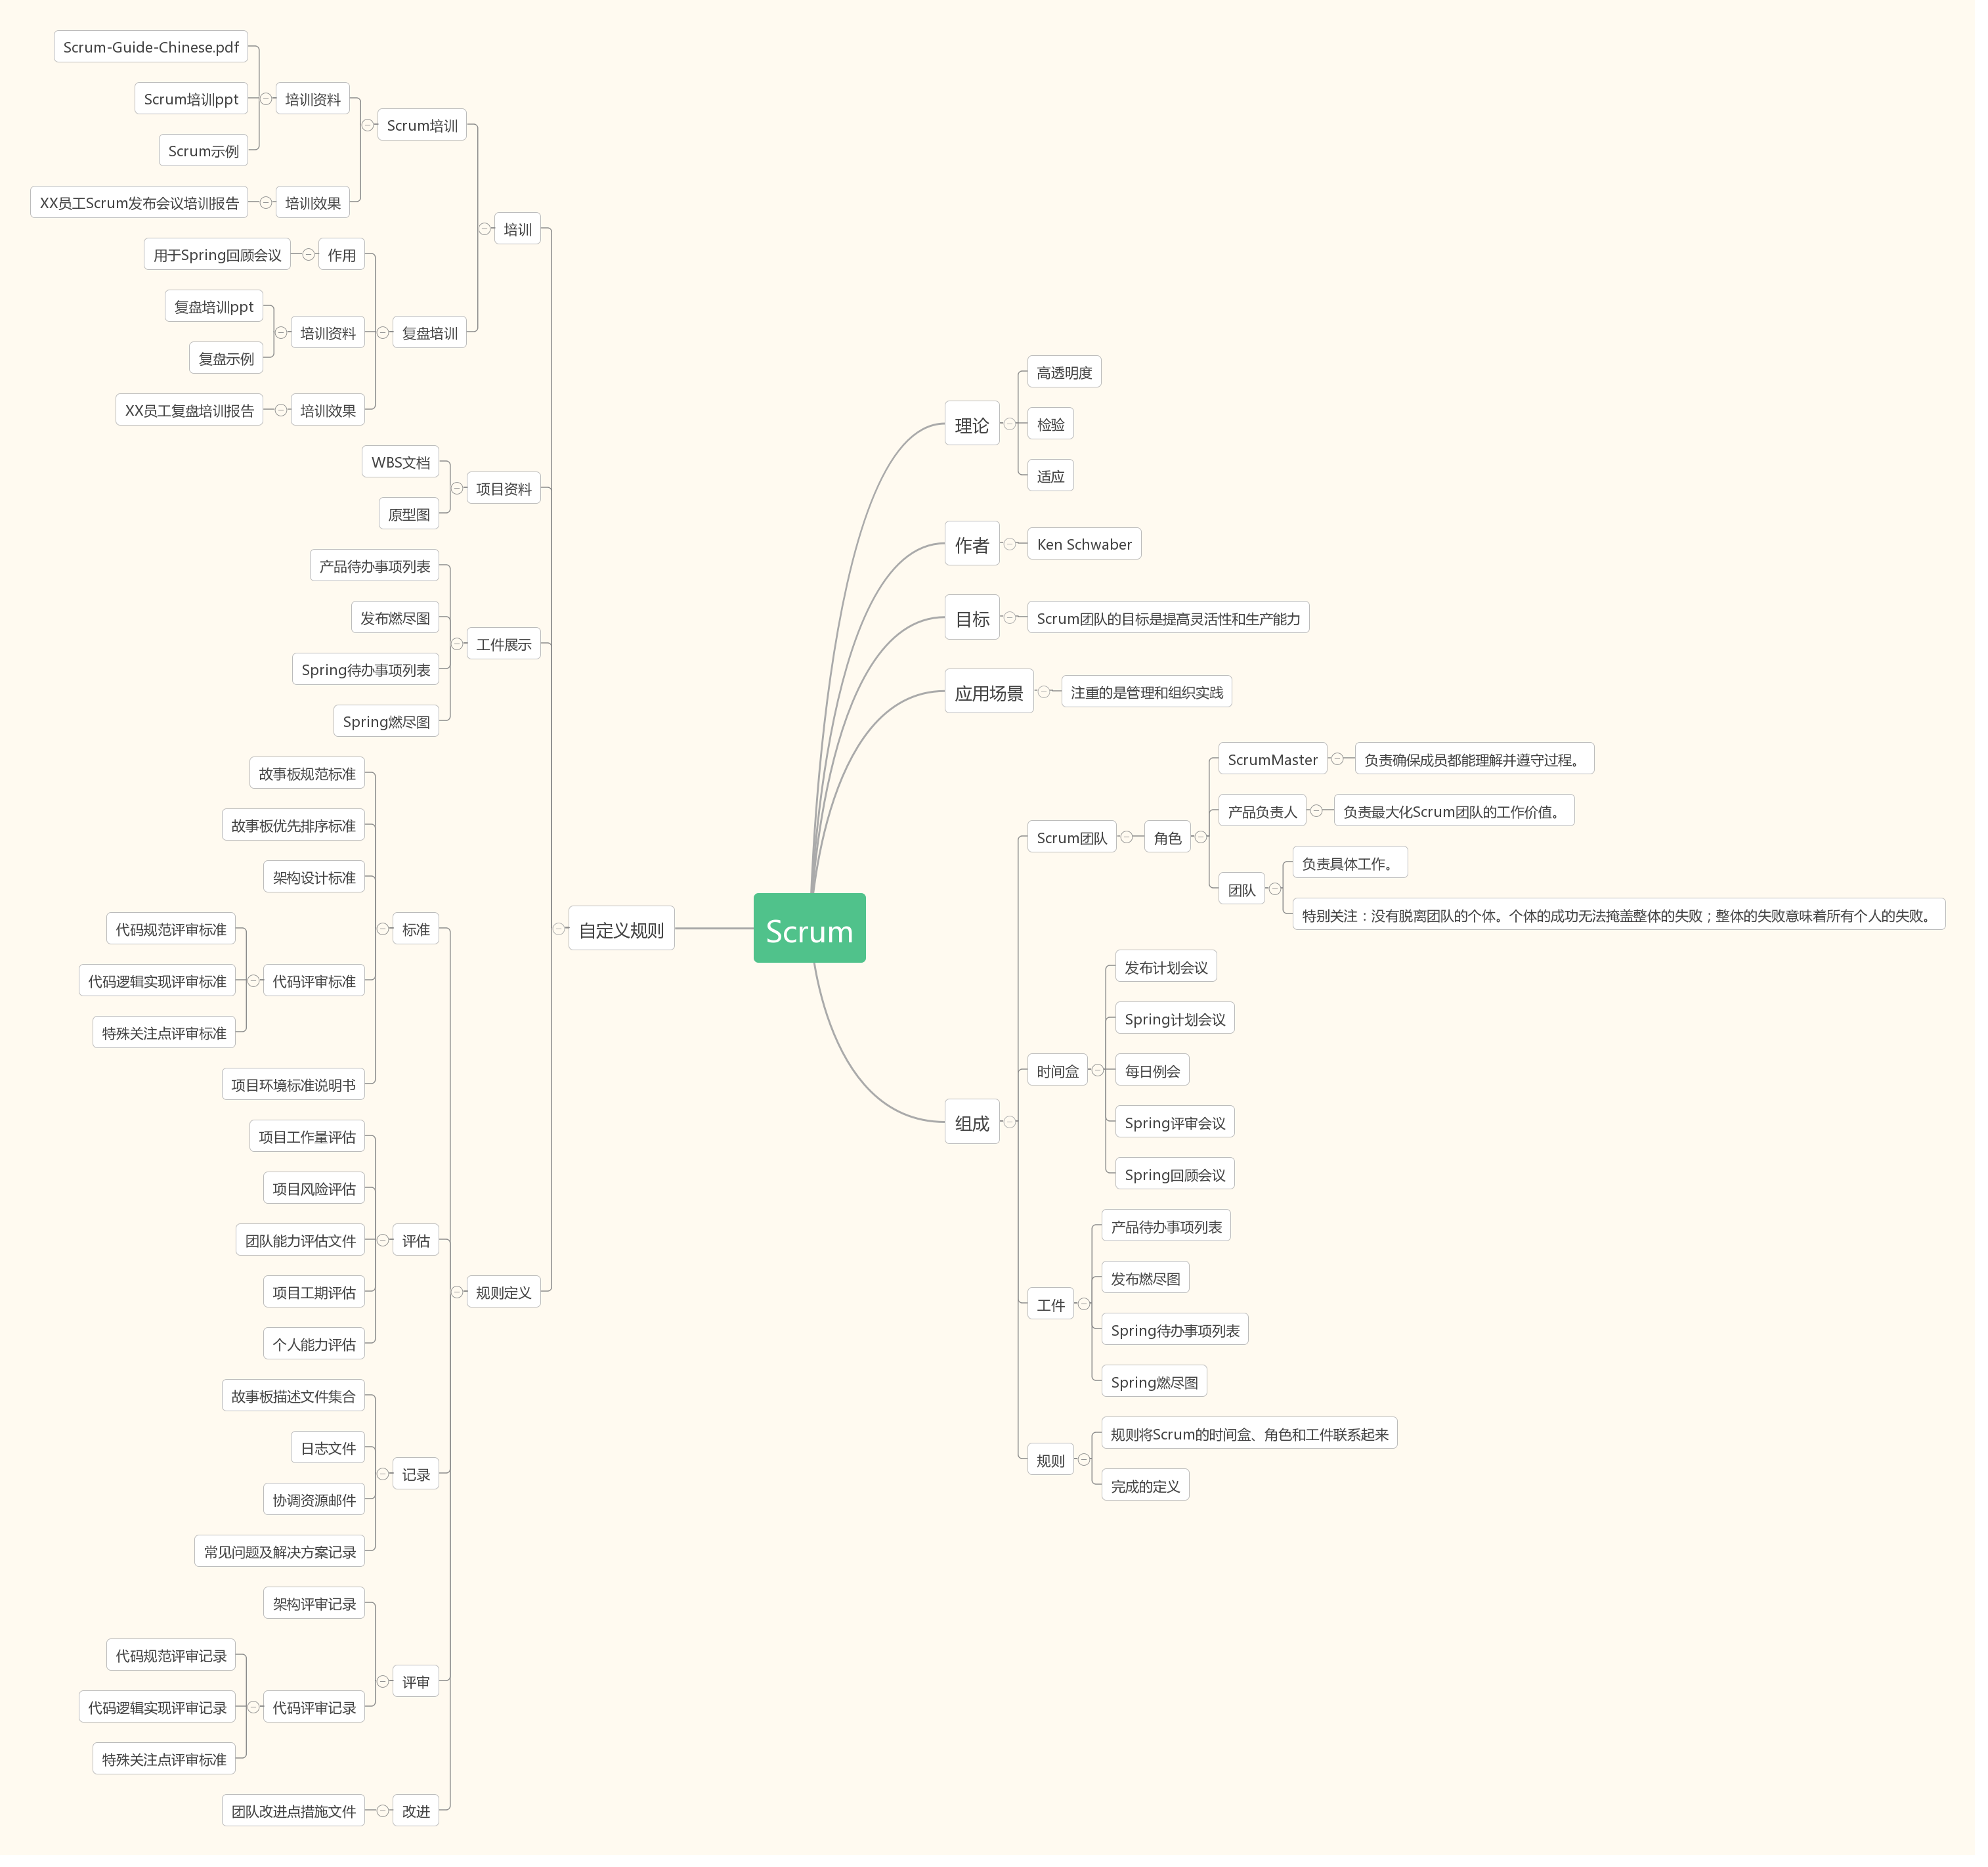 Scrum
理论
高透明度
检验
适应
作者
Ken Schwaber
目标
Scrum团队的目标是提高灵活性和生产能力
应用场景
注重的是管理和组织实践
组成
Scrum团队
角色
ScrumMaster
负责确保成员都能理解并遵守过程。
产品负责人
负责最大化Scrum团队的工作价值。
团队
负责具体工作。
特别关注：没有脱离团队的个体。个体的成功无法掩盖整体的失败；整体的失败意味着所有个人的失败。
时间盒
发布计划会议
Spring计划会议
每日例会
Spring评审会议
Spring回顾会议
工件
产品待办事项列表
发布燃尽图
Spring待办事项列表
Spring燃尽图
规则
规则将Scrum的时间盒、角色和工件联系起来
完成的定义
自定义规则
培训
Scrum培训
培训资料
Scrum-Guide-Chinese.pdf
Scrum培训ppt
Scrum示例
培训效果
XX员工Scrum发布会议培训报告
复盘培训
作用
用于Spring回顾会议
培训资料
复盘培训ppt
复盘示例
培训效果
XX员工复盘培训报告
项目资料
WBS文档
原型图
工件展示
产品待办事项列表
发布燃尽图
Spring待办事项列表
Spring燃尽图
规则定义
标准
故事板规范标准
故事板优先排序标准
架构设计标准
代码评审标准
代码规范评审标准
代码逻辑实现评审标准
特殊关注点评审标准
项目环境标准说明书
评估
项目工作量评估
项目风险评估
团队能力评估文件
项目工期评估
个人能力评估
记录
故事板描述文件集合
日志文件
协调资源邮件
常见问题及解决方案记录
评审
架构评审记录
代码评审记录
代码规范评审记录
代码逻辑实现评审记录
特殊关注点评审标准
改进
团队改进点措施文件